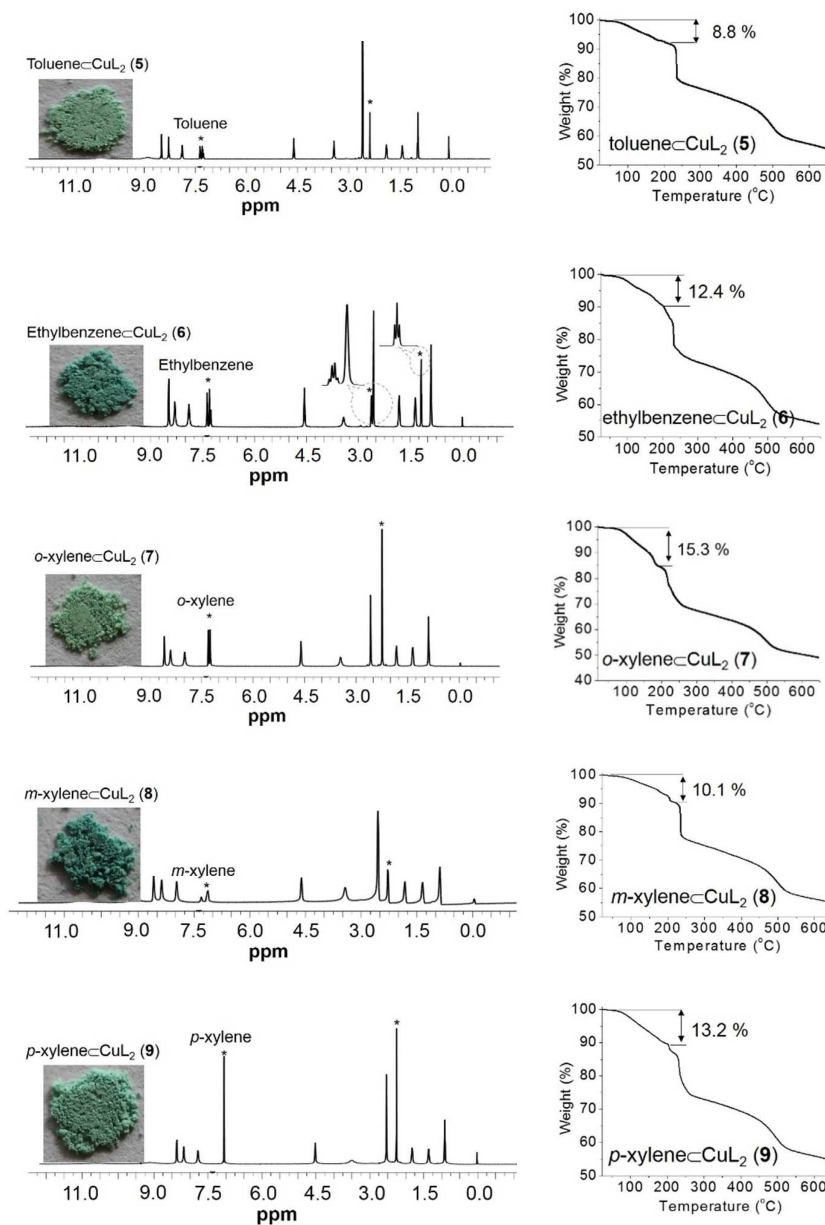 Toluene⊂CuL₂ (5)
Toluene
*
*
11.0 9.0 7.5 6.0 4.5 3.0 1.5 0.0
ppm
100
90
80
70
60
50
Weight (%)
8.8 %
toluene⊂CuL₂ (5)
100 200 300 400 500 600
Temperature (°C)
Ethylbenzene⊂CuL₂ (6)
Ethylbenzene
*
*
*
11.0 9.0 7.5 6.0 4.5 3.0 1.5 0.0
ppm
100
90
80
70
60
50
Weight (%)
12.4 %
ethylbenzene⊂CuL₂ (6)
100 200 300 400 500 600
Temperature (°C)
o-xylene⊂CuL₂ (7)
o-xylene
*
*
11.0 9.0 7.5 6.0 4.5 3.0 1.5 0.0
ppm
100
90
80
70
60
50
40
Weight (%)
15.3 %
o-xylene⊂CuL₂ (7)
100 200 300 400 500 600
Temperature (°C)
m-xylene⊂CuL₂ (8)
m-xylene
*
*
11.0 9.0 7.5 6.0 4.5 3.0 1.5 0.0
ppm
100
90
80
70
60
50
Weight (%)
10.1 %
m-xylene⊂CuL₂ (8)
100 200 300 400 500 600
Temperature (°C)
p-xylene⊂CuL₂ (9)
p-xylene
*
*
11.0 9.0 7.5 6.0 4.5 3.0 1.5 0.0
ppm
100
90
80
70
60
50
Weight (%)
13.2 %
p-xylene⊂CuL₂ (9)
100 200 300 400 500 600
Temperature (°C)